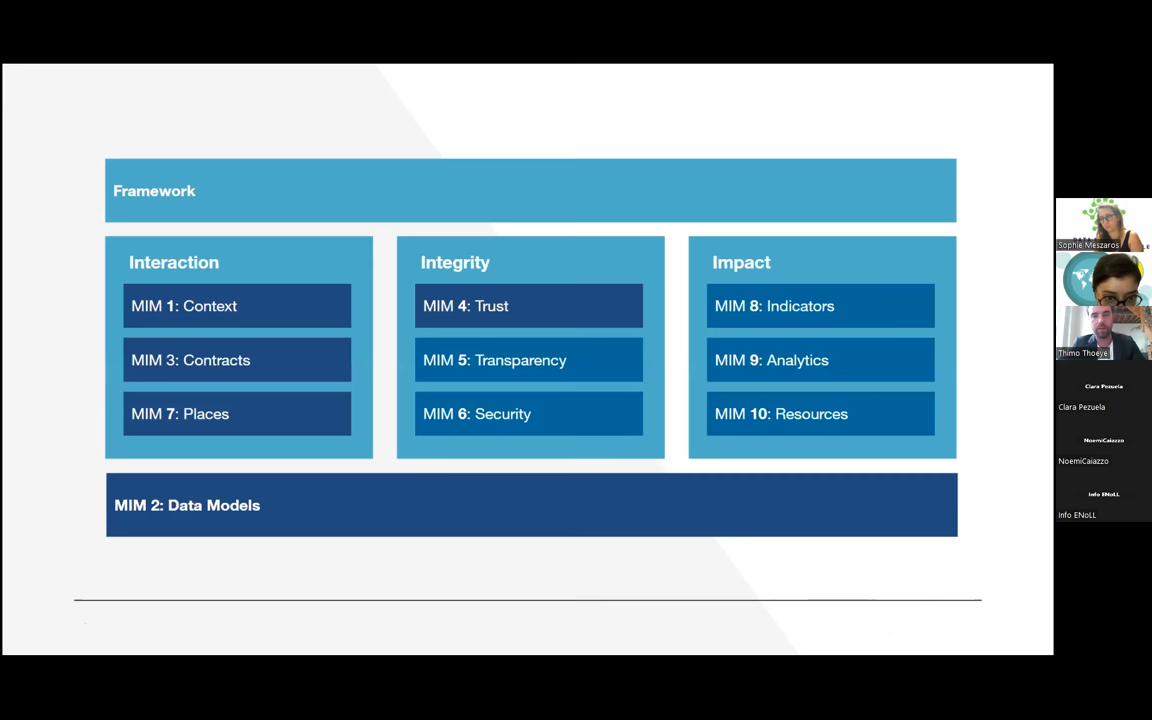 Framework
Interaction
MIM 1: Context
MIM 3: Contracts
MIM 7: Places
Integrity
MIM 4: Trust
MIM 5: Transparency
MIM 6: Security
Impact
MIM 8: Indicators
MIM 9: Analytics
MIM 10: Resources
MIM 2: Data Models
Sophie Meszaros
Thimo Thoeye
Clara Pezuela
Clara Pezuela
NoemiCaiazzo
NoemiCaiazzo
Info ENoLL
Info ENoLL